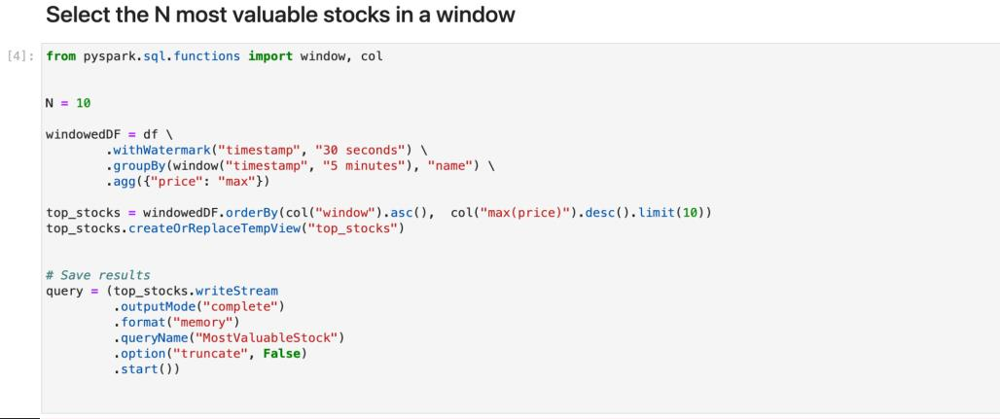 Select the N most valuable stocks in a window
[4]: from pyspark.sql.functions import window, col
N = 10
windowedDF = df \
.withWatermark("timestamp", "30 seconds") \
.groupBy(window("timestamp", "5 minutes"), "name") \
.agg({"price": "max"})
top_stocks = windowedDF.orderBy(col("window").asc(), col("max(price)").desc().limit(10))
top_stocks.createOrReplaceTempView("top_stocks")
# Save results
query = (top_stocks.writeStream
.outputMode("complete")
.format("memory")
.queryName("MostValuableStock")
.option("truncate", False)
.start())